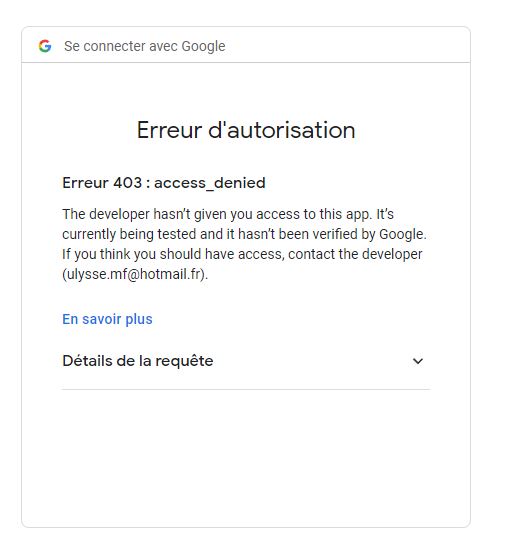 Se connecter avec Google
Erreur d'autorisation
Erreur 403 : access_denied
The developer hasn’t given you access to this app. It’s
currently being tested and it hasn’t been verified by Google.
If you think you should have access, contact the developer
(ulysse.mf@hotmail.fr).
En savoir plus
Détails de la requête